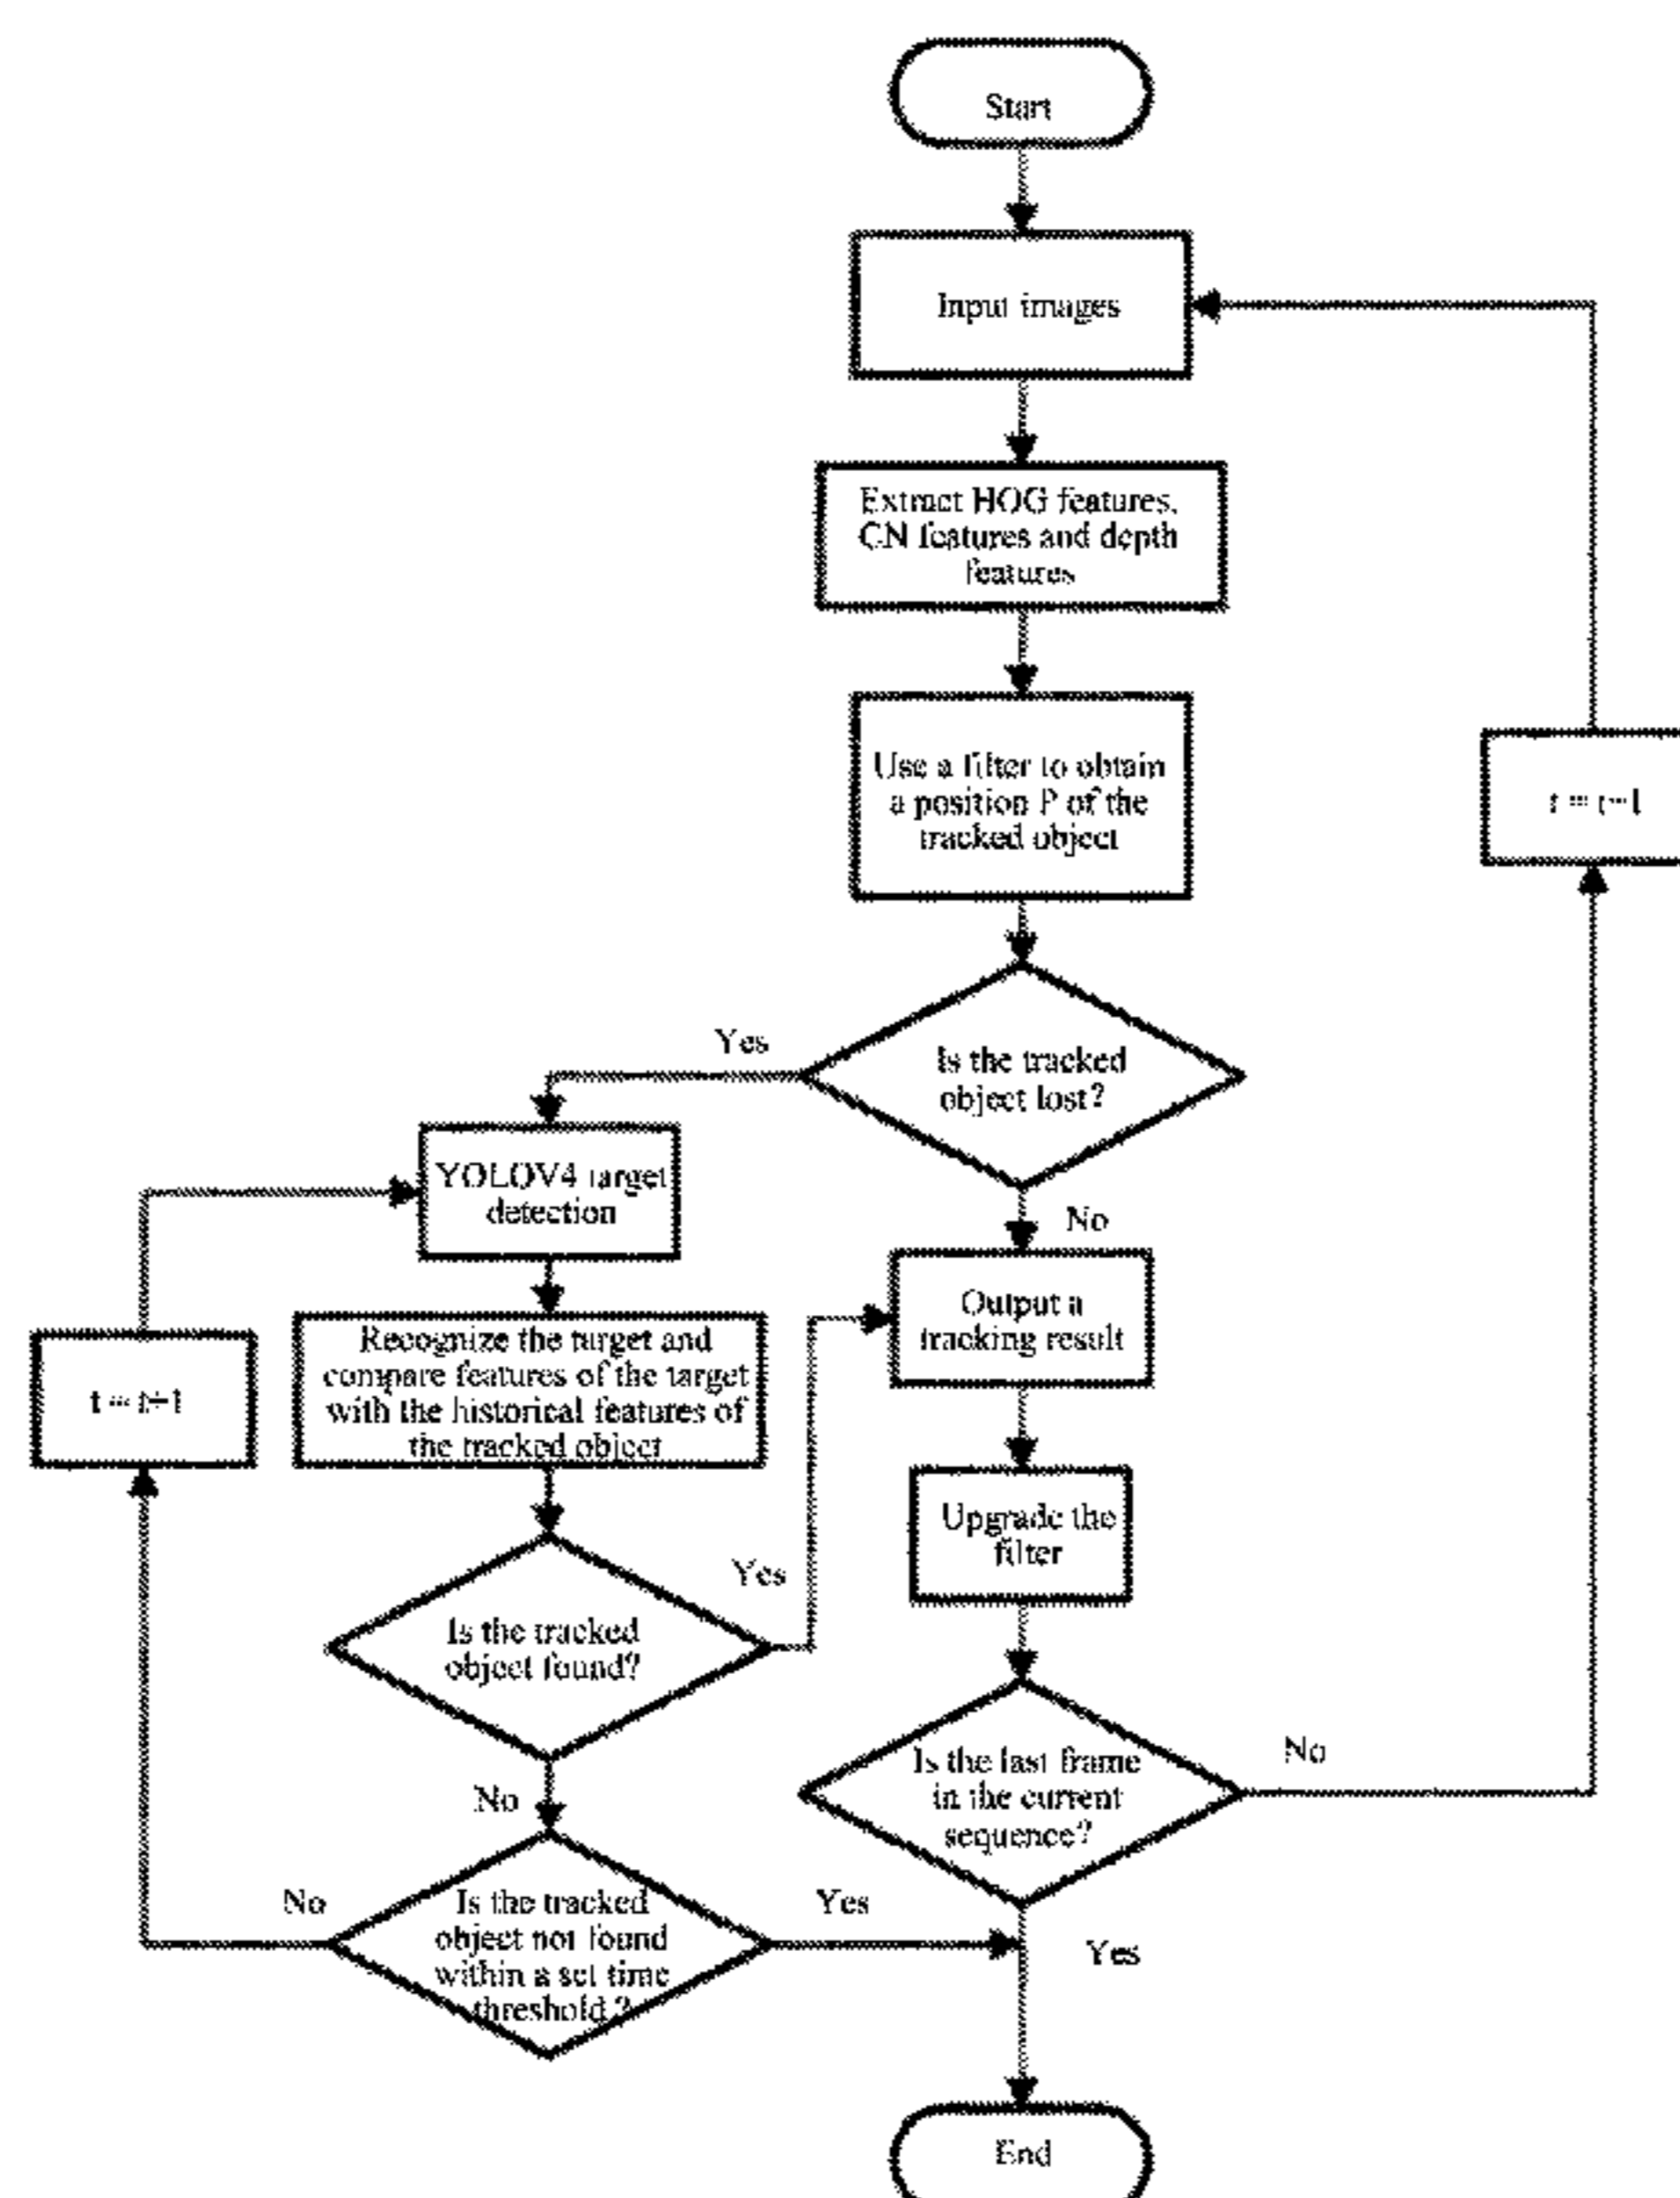 Start
Input images
Extract HOG features,
CN features and depth
features
Use a filter to obtain
a position P of the
tracked object
Is the tracked
object lost?
Yes
No
YOLOV4 target
detection
Recognize the target and
compare features of the target
with the historical features of
the tracked object
Is the tracked
object found?
Yes
No
Is the tracked
object not found
within a set time
threshold ?
No
Yes
t = t+1
Output a
tracking result
Upgrade the
filter
Is the last frame
in the current
sequence?
No
Yes
End